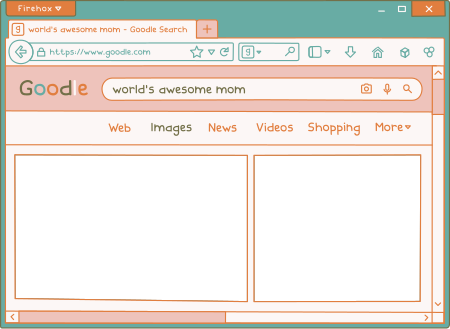 Firehox
world's awesome mom - Goodle Search
https://www.goodle.com
g
Goodle
world's awesome mom
Web Images News Videos Shopping More